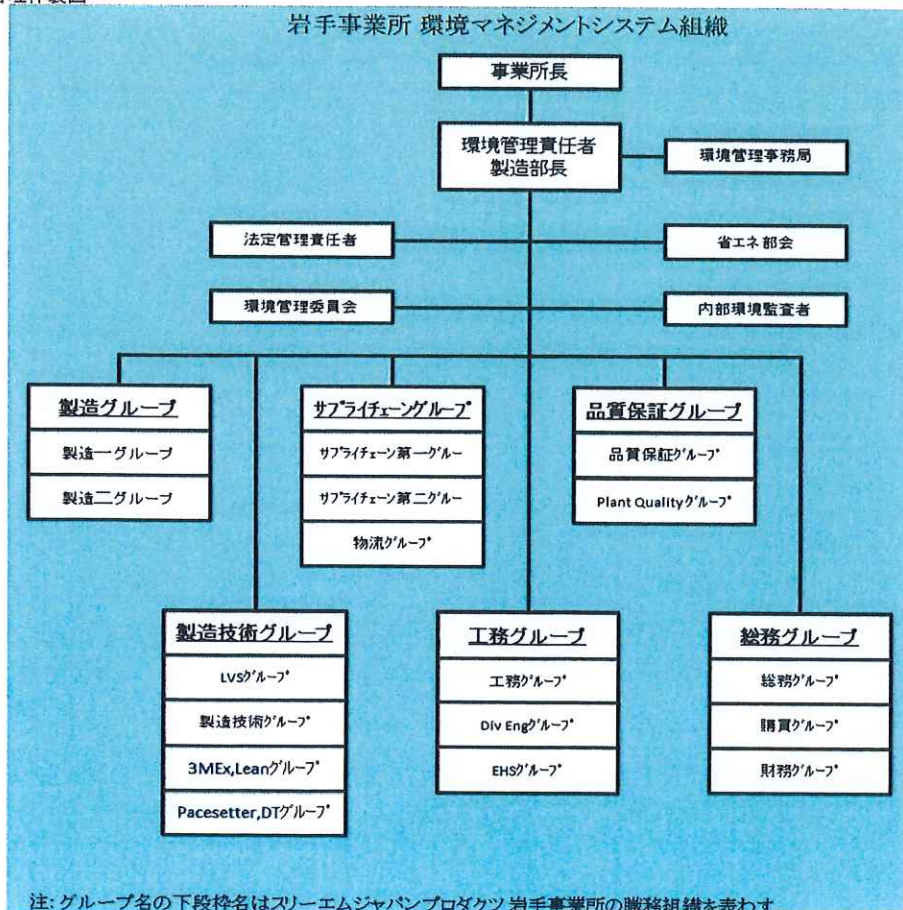 岩手事業所 環境マネジメントシステム組織
事業所長
環境管理責任者
製造部長
環境管理事務局
法定管理責任者
省エネ部会
環境管理委員会
内部環境監査者
製造グループ
製造一グループ
製造二グループ
サプライチェーングループ
サプライチェーン第一グルー
サプライチェーン第二グルー
物流グループ
品質保証グループ
品質保証グループ
Plant Qualityグループ
製造技術グループ
LVSグループ
製造技術グループ
3MEx,Leanグループ
Pacesetter,DTグループ
工務グループ
工務グループ
Div Engグループ
EHSグループ
総務グループ
総務グループ
購買グループ
財務グループ
注: グループ名の下段枠名はスリーエムジャパンプロダクツ 岩手事業所の職務組織を表わす